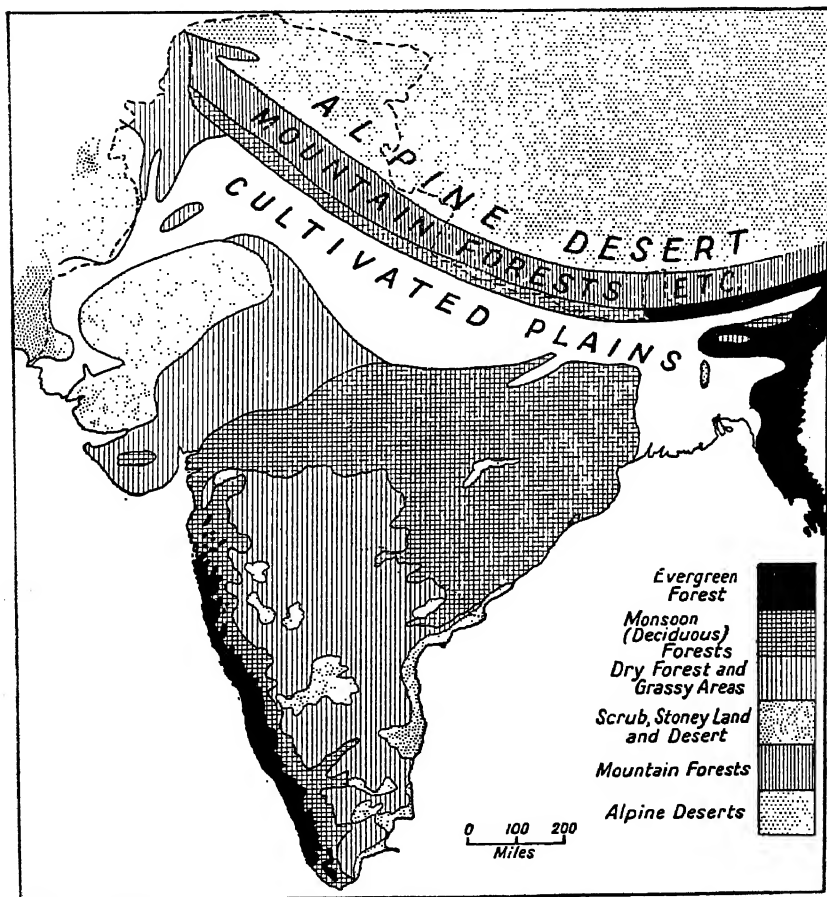 ALPINE DESERT
MOUNTAIN FORESTS ETC.
CULTIVATED PLAINS
Evergreen
Forest
Monsoon
(Deciduous)
Forests
Dry Forest and
Grassy Areas
Scrub, Stoney Land
and Desert
Mountain Forests
Alpine Deserts
0 100 200
Miles